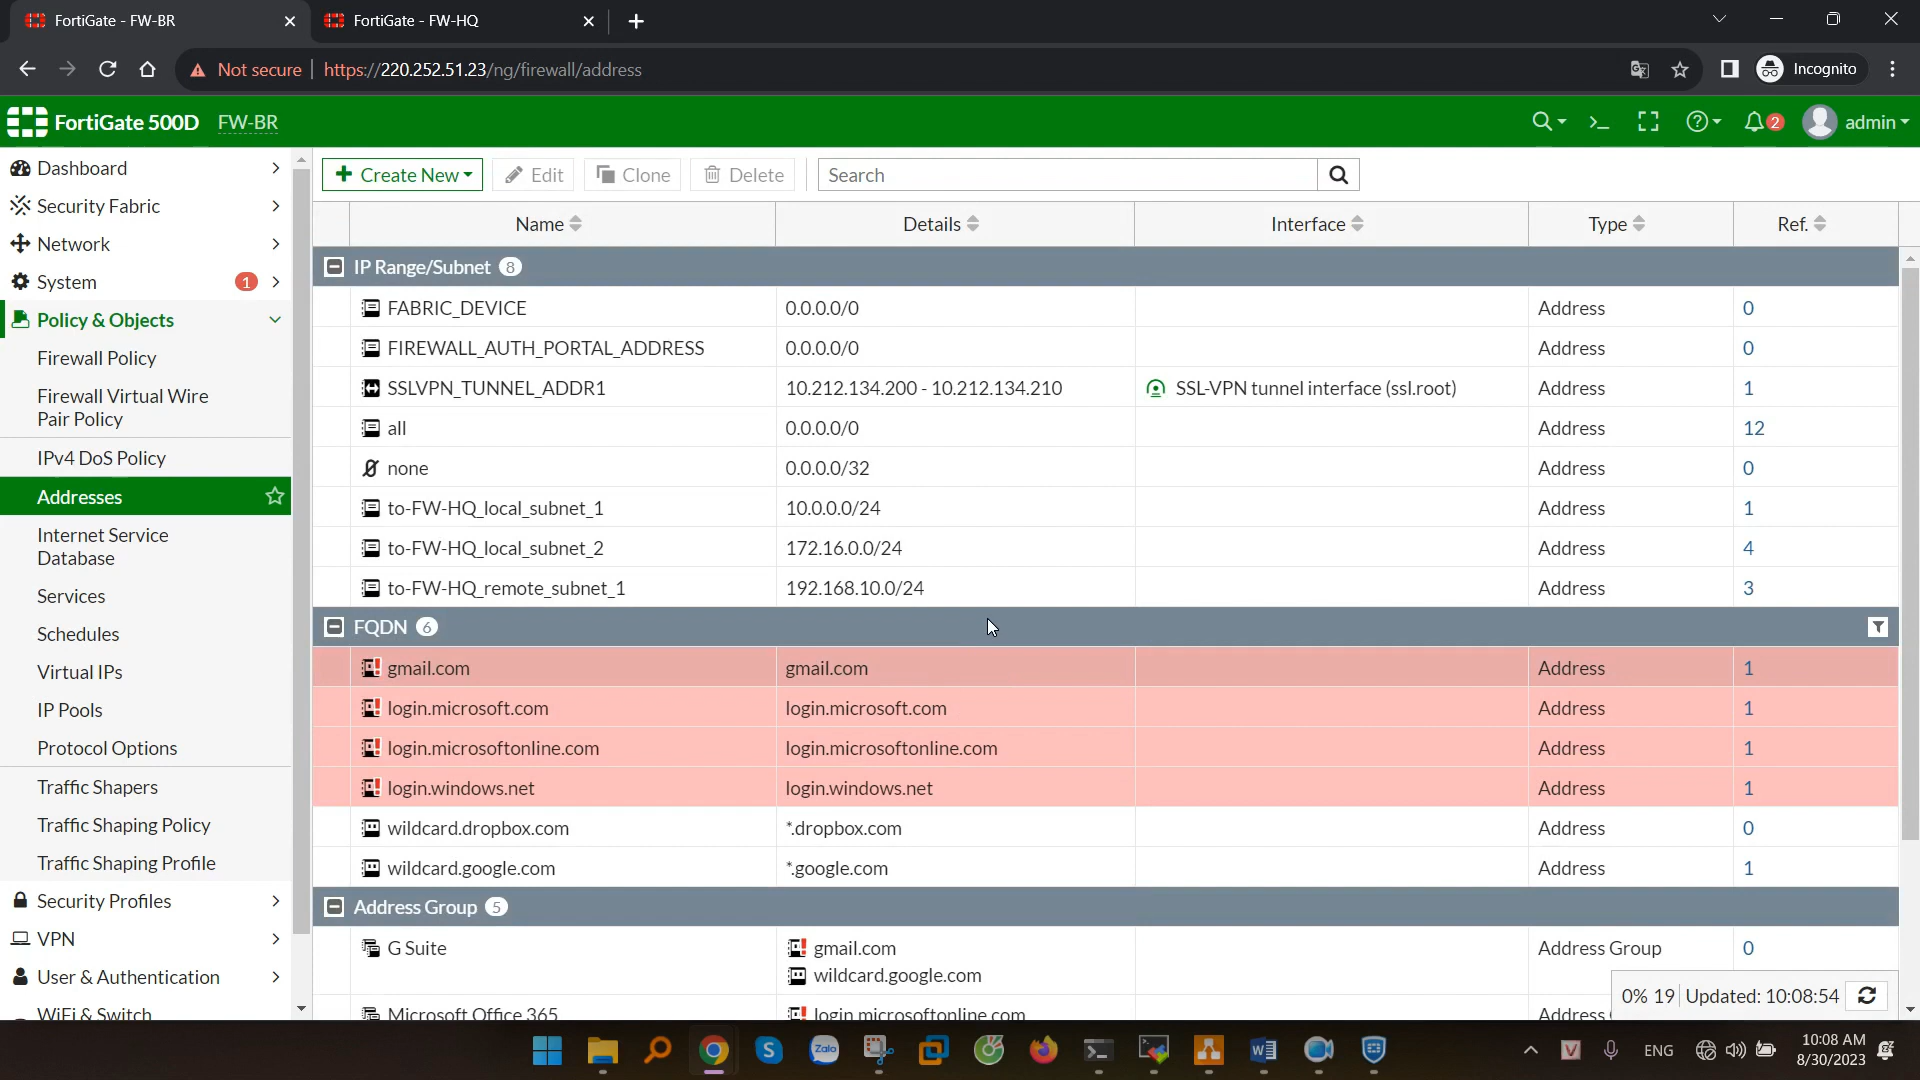 FortiGate - FW-BR
FortiGate - FW-HQ
Not secure
https://220.252.51.23/ng/firewall/address
Incognito
FortiGate 500D
FW-BR
2
admin
Dashboard
Security Fabric
Network
System
1
Policy & Objects
Firewall Policy
Firewall Virtual Wire
Pair Policy
IPv4 DoS Policy
Addresses
Internet Service
Database
Services
Schedules
Virtual IPs
IP Pools
Protocol Options
Traffic Shapers
Traffic Shaping Policy
Traffic Shaping Profile
Security Profiles
VPN
User & Authentication
WiFi & Switch
Create New
Edit
Clone
Delete
Search
Name Details Interface Type Ref.
IP Range/Subnet 8
FABRIC_DEVICE 0.0.0.0/0 Address 0
FIREWALL_AUTH_PORTAL_ADDRESS 0.0.0.0/0 Address 0
SSLVPN_TUNNEL_ADDR1 10.212.134.200 - 10.212.134.210 SSL-VPN tunnel interface (ssl.root) Address 1
all 0.0.0.0/0 Address 12
none 0.0.0.0/32 Address 0
to-FW-HQ_local_subnet_1 10.0.0.0/24 Address 1
to-FW-HQ_local_subnet_2 172.16.0.0/24 Address 4
to-FW-HQ_remote_subnet_1 192.168.10.0/24 Address 3
FQDN 6
gmail.com gmail.com Address 1
login.microsoft.com login.microsoft.com Address 1
login.microsoftonline.com login.microsoftonline.com Address 1
login.windows.net login.windows.net Address 1
wildcard.dropbox.com *.dropbox.com Address 0
wildcard.google.com *.google.com Address 1
Address Group 5
G Suite gmail.com Address Group 0
wildcard.google.com
Microsoft Office 365 login.microsoftonline.com Address
0% 19 Updated: 10:08:54
Zalo
V
ENG
10:08 AM
8/30/2023